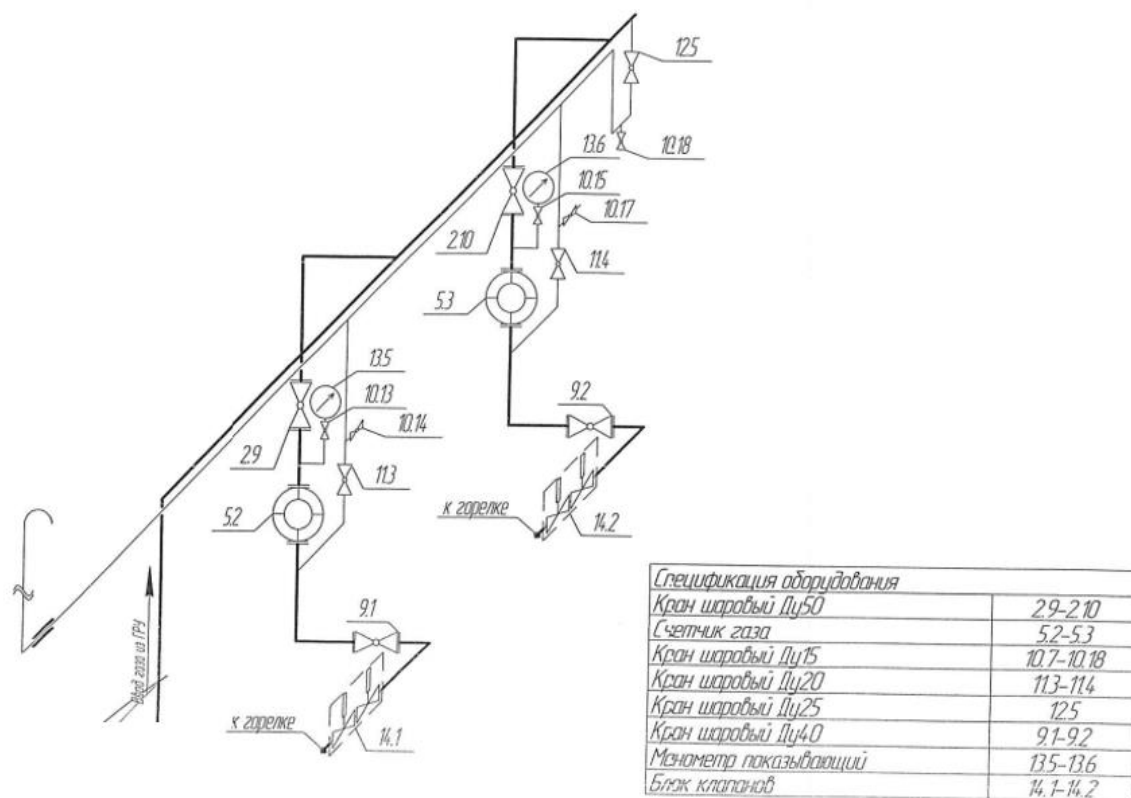 12.5
10.18
13.6
10.15
10.17
2.10
11.4
5.3
13.5
10.13
9.2
10.14
2.9
11.3
5.2
к горелке
14.2
Ввод газа из ГРУ
9.1
к горелке
14.1
Спецификация оборудования
Кран шаровый Ду50 2.9-2.10
Счетчик газа 5.2-5.3
Кран шаровый Ду15 10.7-10.18
Кран шаровый Ду20 11.3-11.4
Кран шаровый Ду25 12.5
Кран шаровый Ду40 9.1-9.2
Манометр показывающий 13.5-13.6
Блок клапанов 14.1-14.2